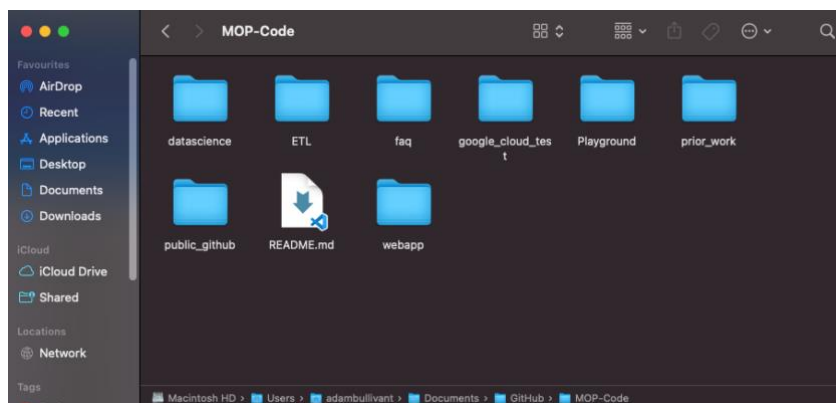 MOP-Code
Favourites
AirDrop
Recent
Applications
Desktop
Documents
Downloads
iCloud
iCloud Drive
Shared
Locations
Network
Tags
datascience
ETL
faq
google_cloud_tes
t
Playground
prior_work
public_github
README.md
webapp
Macintosh HD › Users › adambullivant › Documents › GitHub › MOP-Code